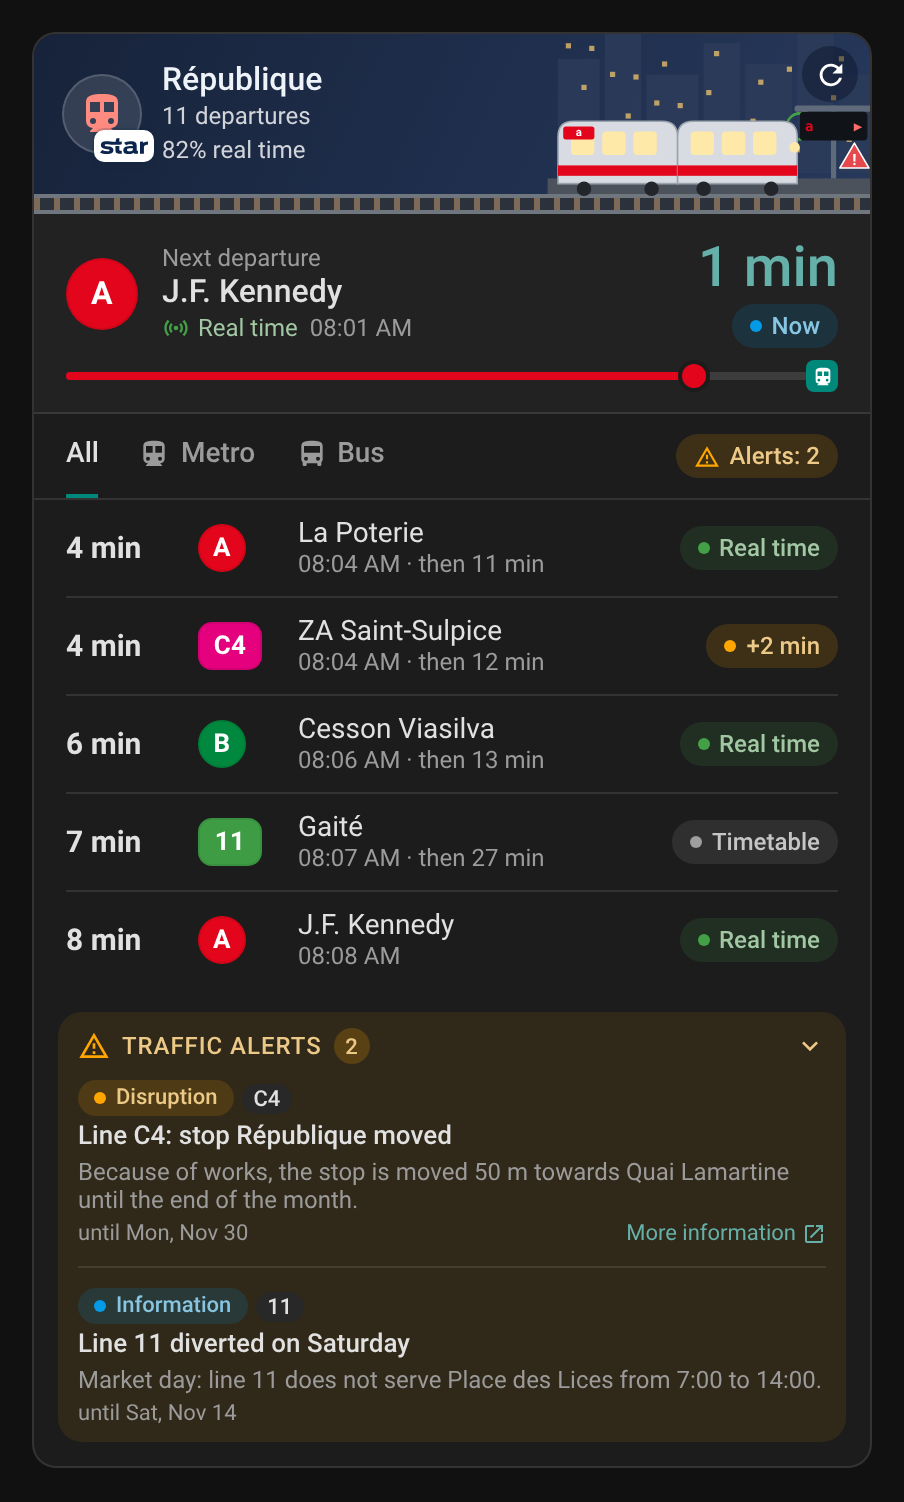 République
11 departures
82% real time
star
a
a
A
Next departure
J.F. Kennedy
Real time 08:01 AM
1 min
Now
All
Metro
Bus
Alerts: 2
4 min
A
La Poterie
08:04 AM · then 11 min
Real time
4 min
C4
ZA Saint-Sulpice
08:04 AM · then 12 min
+2 min
6 min
B
Cesson Viasilva
08:06 AM · then 13 min
Real time
7 min
11
Gaité
08:07 AM · then 27 min
Timetable
8 min
A
J.F. Kennedy
08:08 AM
Real time
TRAFFIC ALERTS 2
Disruption C4
Line C4: stop République moved
Because of works, the stop is moved 50 m towards Quai Lamartine
until the end of the month.
until Mon, Nov 30
More information
Information 11
Line 11 diverted on Saturday
Market day: line 11 does not serve Place des Lices from 7:00 to 14:00.
until Sat, Nov 14